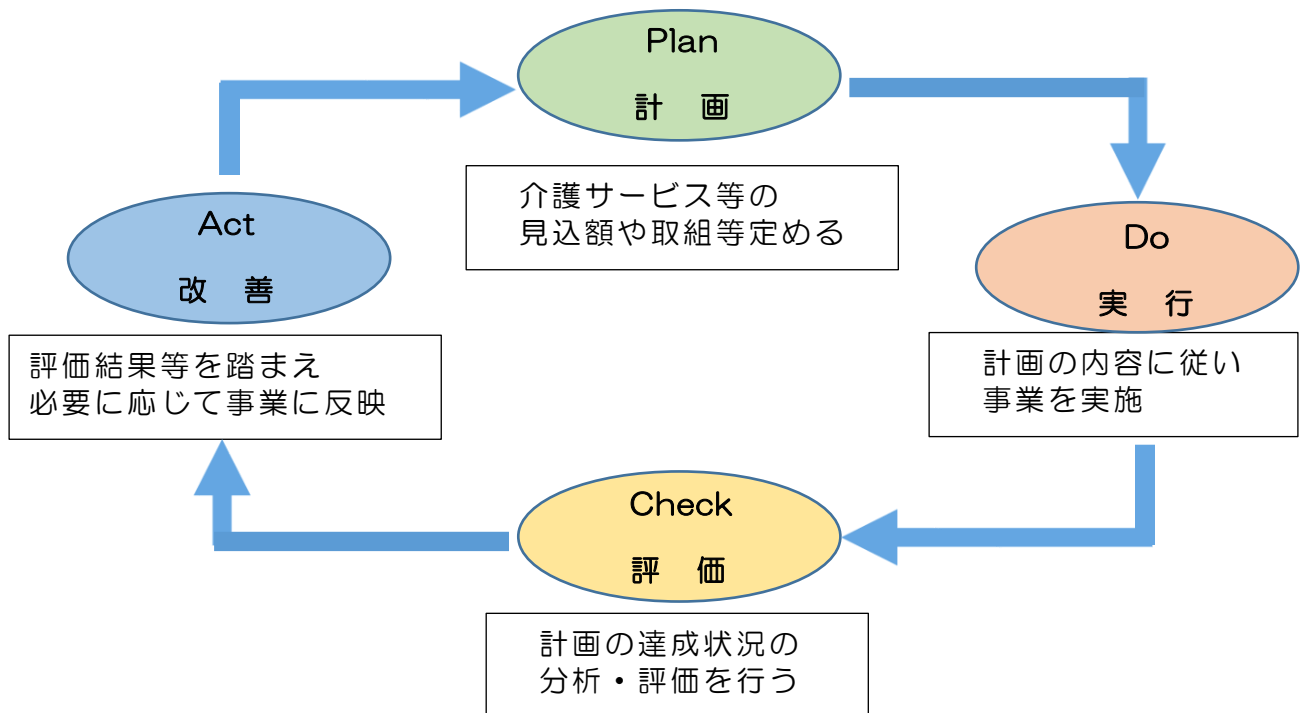 Plan
計　画
介護サービス等の
見込額や取組等定める
Do
実　行
計画の内容に従い
事業を実施
Check
評　価
計画の達成状況の
分析・評価を行う
Act
改　善
評価結果等を踏まえ
必要に応じて事業に反映